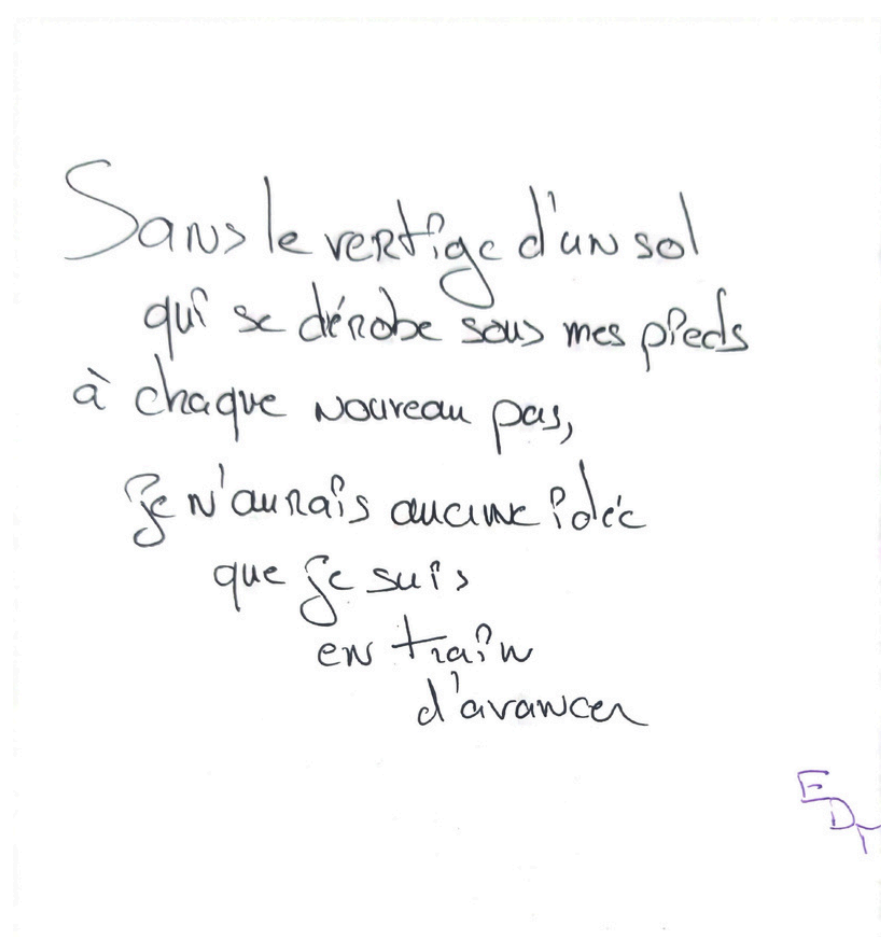 Sans le vertige d'un sol
qui se dérobe sous mes pieds
à chaque nouveau pas,
je n'aurais aucune idée
que je suis
en train
d'avancer
EDT